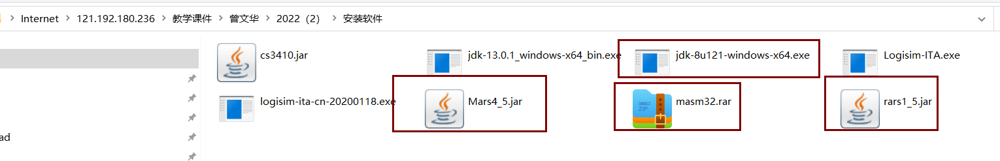 Internet > 121.192.180.236 > 教学课件 > 曾文华 > 2022（2） > 安装软件
cs3410.jar
jdk-13.0.1_windows-x64_bin.exe
jdk-8u121-windows-x64.exe
Logisim-ITA.exe
logisim-ita-cn-20200118.exe
Mars4_5.jar
360
ZIP
masm32.rar
rars1_5.jar
ad